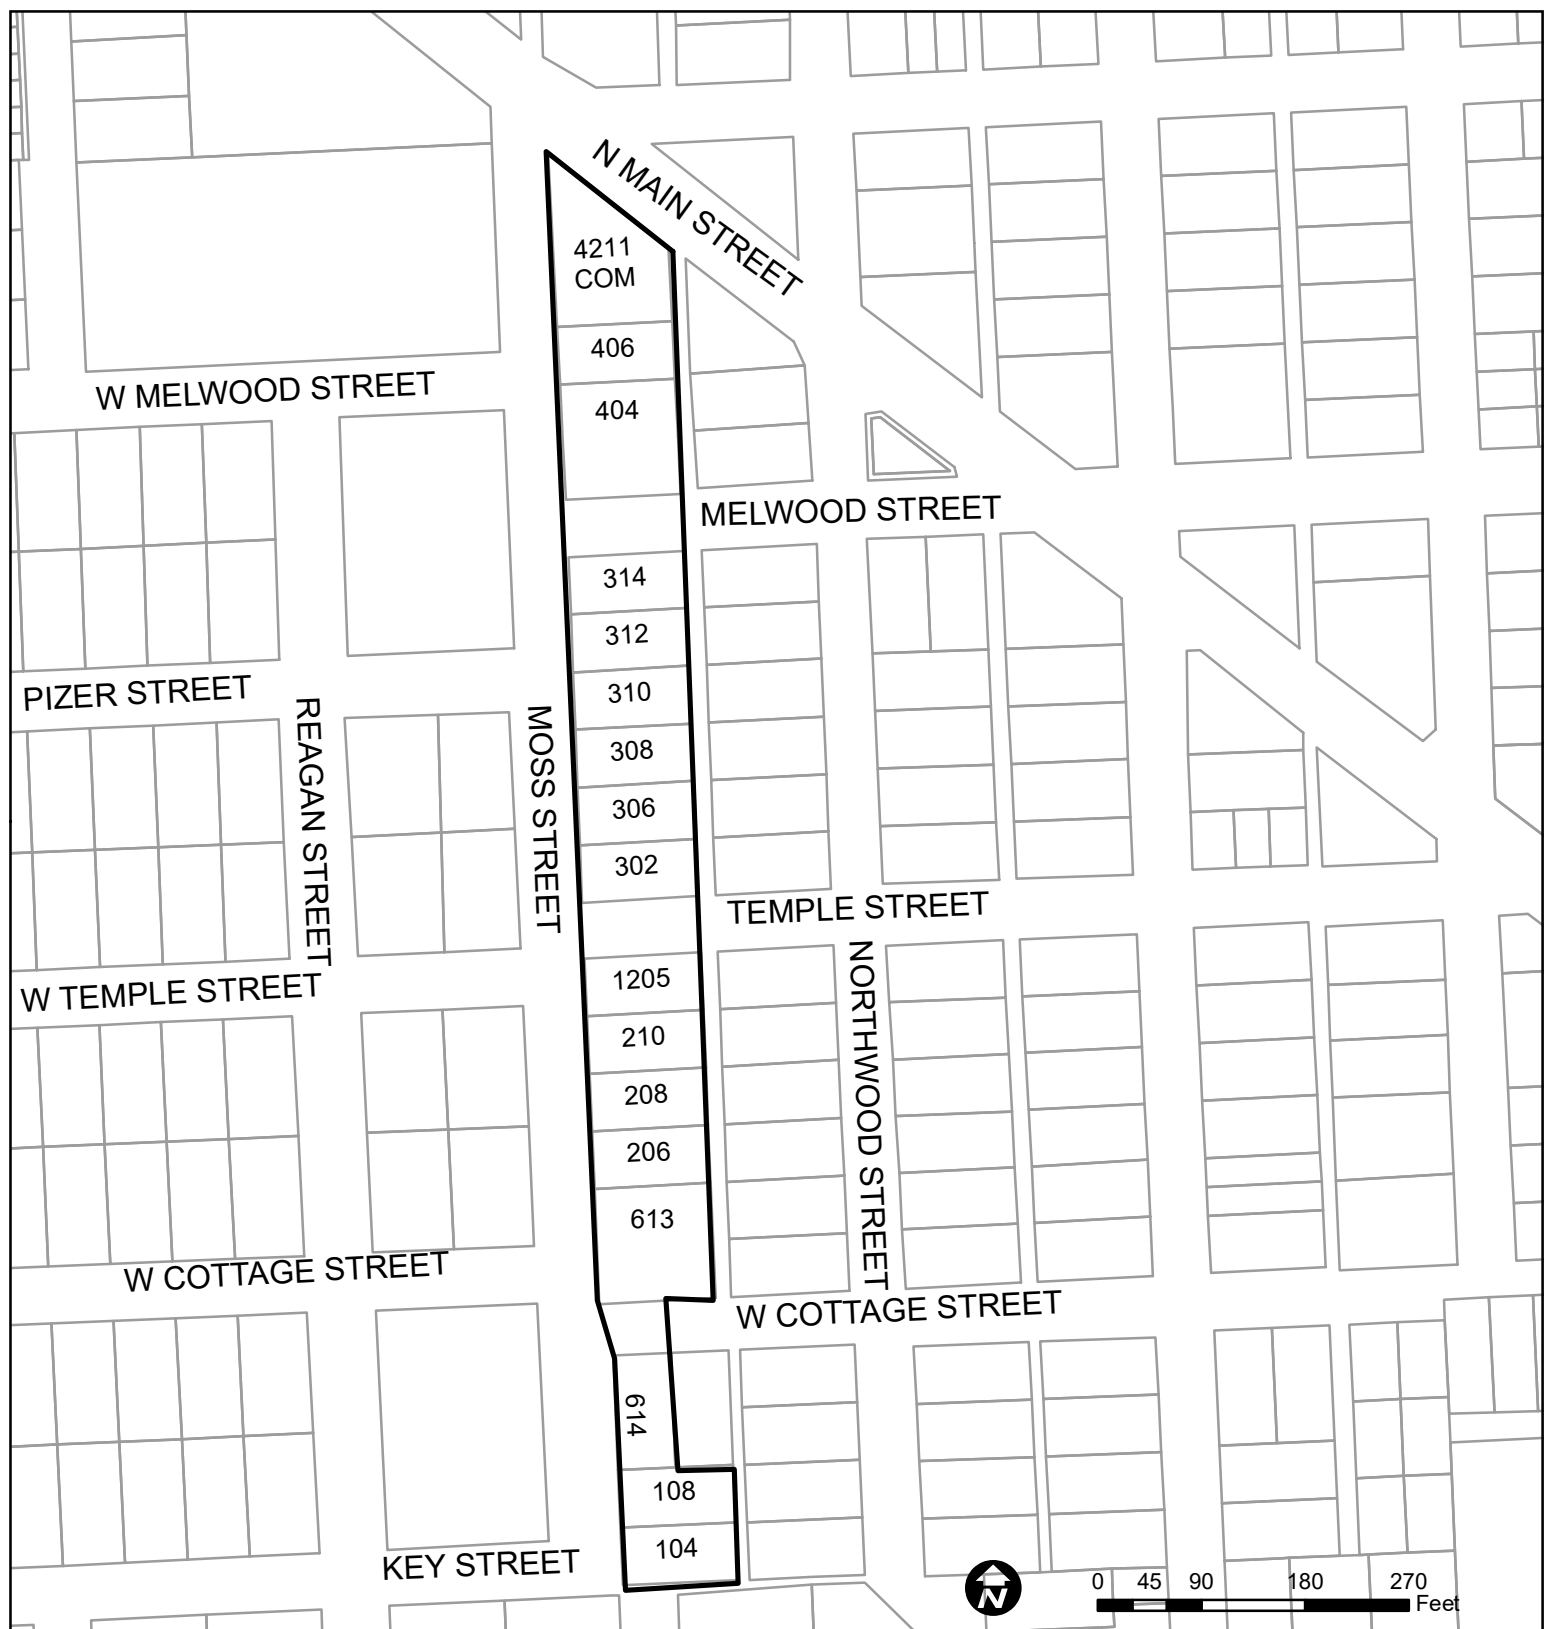 N MAIN STREET
4211
COM
406
W MELWOOD STREET
404
MELWOOD STREET
314
312
PIZER STREET
310
REAGAN STREET
MOSS STREET
308
306
302
TEMPLE STREET
NORTHWOOD STREET
W TEMPLE STREET
1205
210
208
206
613
W COTTAGE STREET
W COTTAGE STREET
614
108
104
KEY STREET
N
0 45 90 180 270
Feet